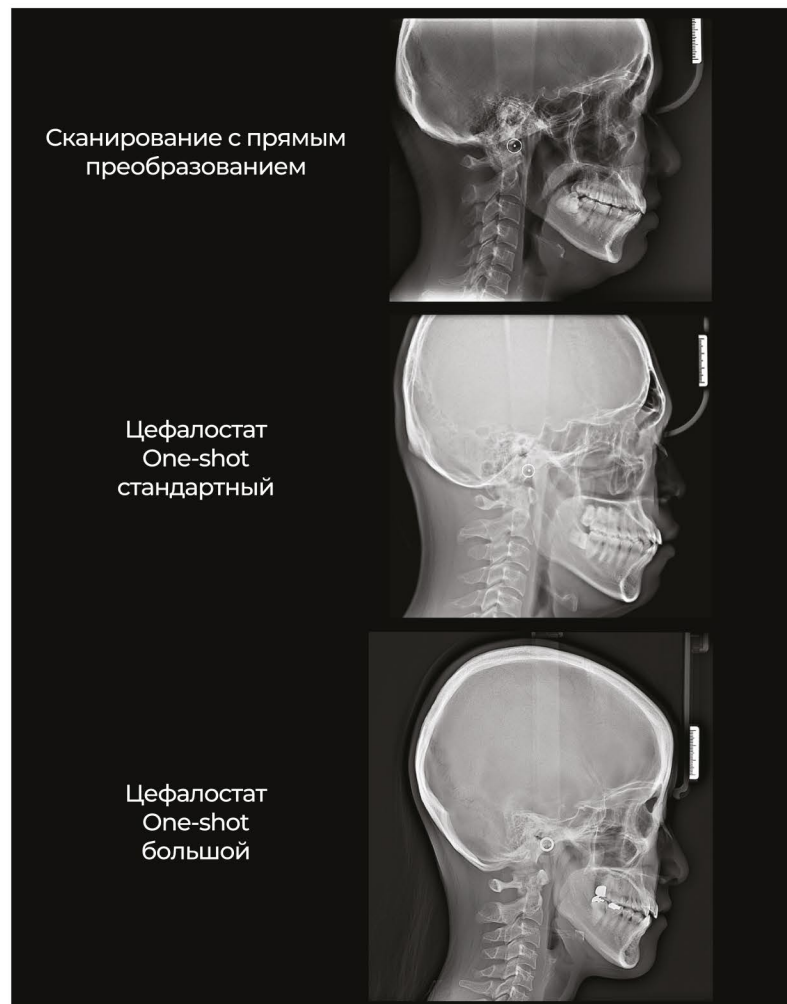 Сканирование с прямым
преобразованием
Цефалостат
One-shot
стандартный
Цефалостат
One-shot
большой